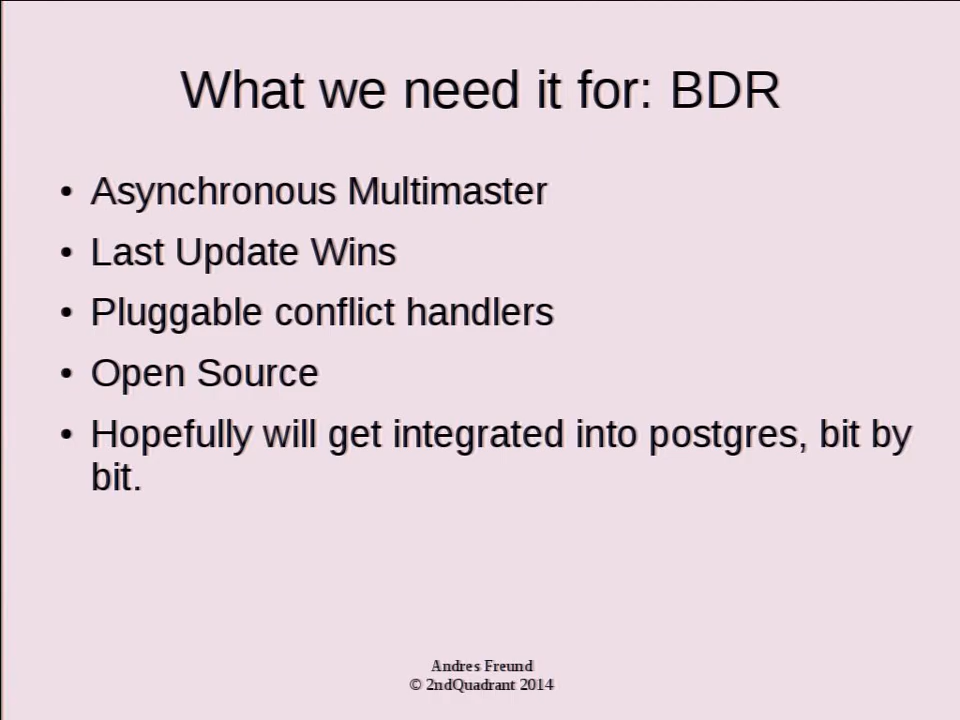 What we need it for: BDR
• Asynchronous Multimaster
• Last Update Wins
• Pluggable conflict handlers
• Open Source
• Hopefully will get integrated into postgres, bit by
bit.
Andres Freund
© 2ndQuadrant 2014